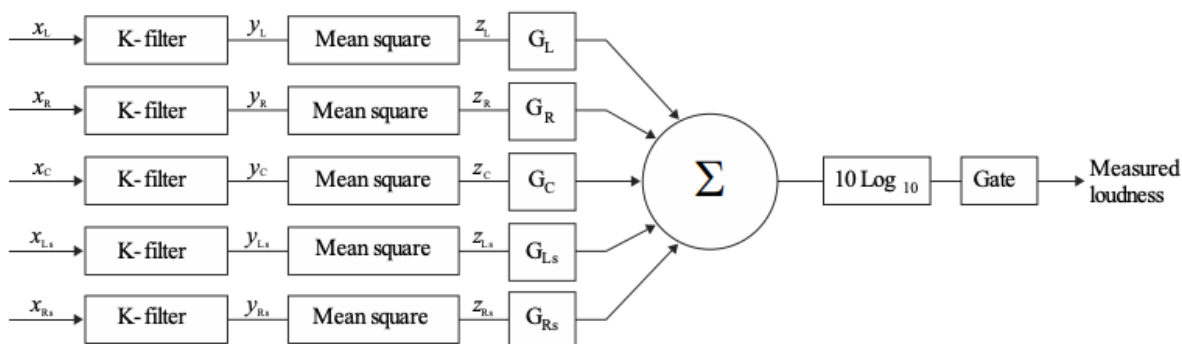 x_L K-filter y_L Mean square z_L G_L
x_R K-filter y_R Mean square z_R G_R
x_C K-filter y_C Mean square z_C G_C Σ 10 Log 10 Gate Measured
loudness
x_Ls K-filter y_Ls Mean square z_Ls G_Ls
x_Rs K-filter y_Rs Mean square z_Rs G_Rs